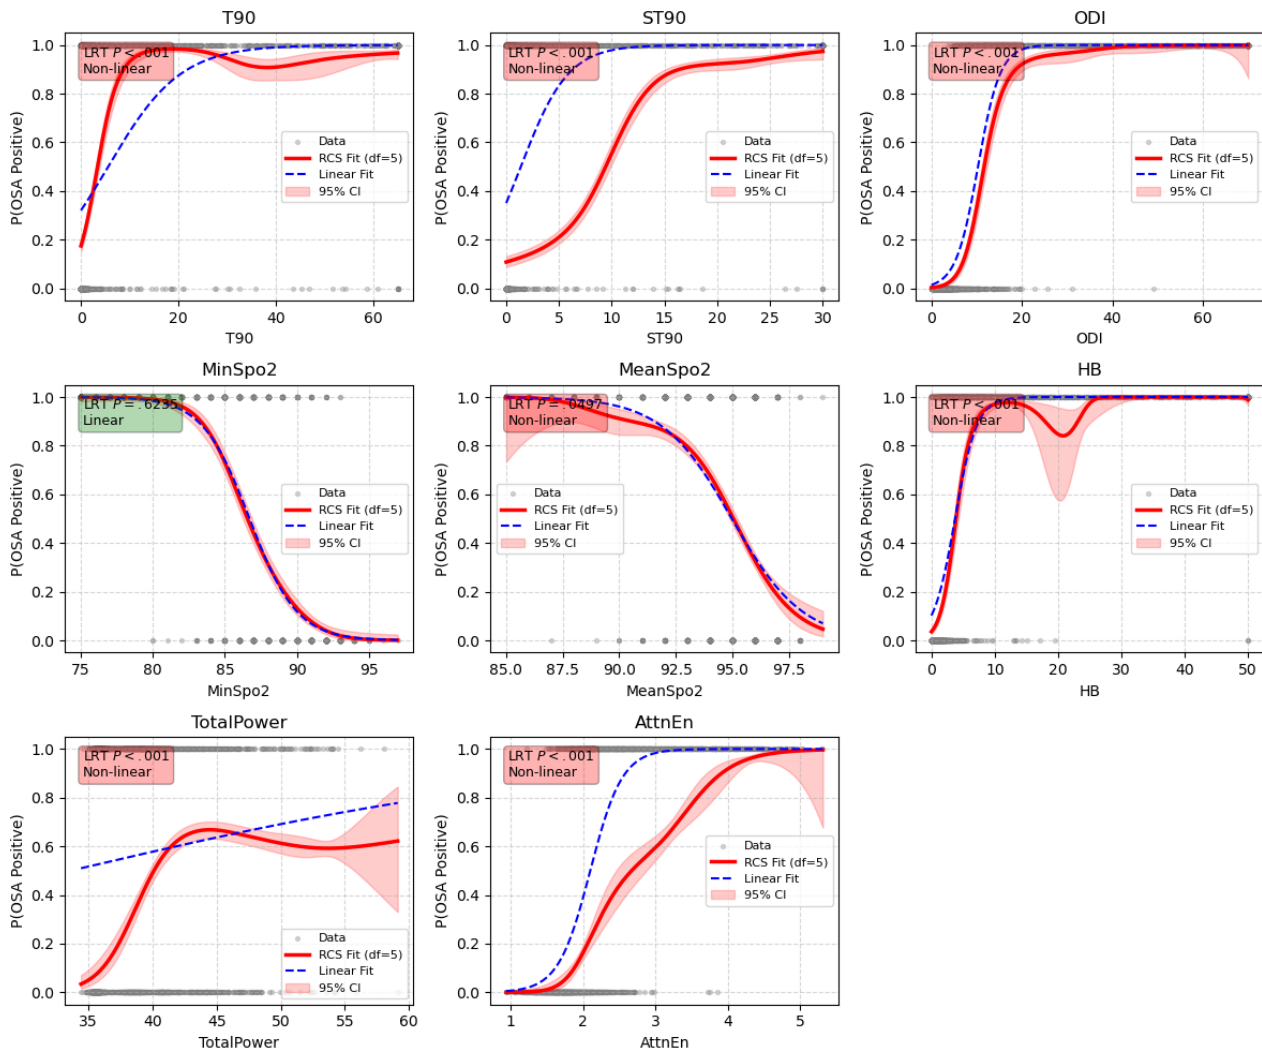 T90
P(OSA Positive)
1.0
0.8
0.6
0.4
0.2
0.0
LRT P < .001
Non-linear
Data
RCS Fit (df=5)
Linear Fit
95% CI
0 20 40 60
T90
ST90
P(OSA Positive)
1.0
0.8
0.6
0.4
0.2
0.0
LRT P < .001
Non-linear
Data
RCS Fit (df=5)
Linear Fit
95% CI
0 5 10 15 20 25 30
ST90
ODI
P(OSA Positive)
1.0
0.8
0.6
0.4
0.2
0.0
LRT P < .001
Non-linear
Data
RCS Fit (df=5)
Linear Fit
95% CI
0 20 40 60
ODI
MinSpo2
P(OSA Positive)
1.0
0.8
0.6
0.4
0.2
0.0
LRT P = .6235
Linear
Data
RCS Fit (df=5)
Linear Fit
95% CI
75 80 85 90 95
MinSpo2
MeanSpo2
P(OSA Positive)
1.0
0.8
0.6
0.4
0.2
0.0
LRT P = .0497
Non-linear
Data
RCS Fit (df=5)
Linear Fit
95% CI
85.0 87.5 90.0 92.5 95.0 97.5
MeanSpo2
HB
P(OSA Positive)
1.0
0.8
0.6
0.4
0.2
0.0
LRT P < .001
Non-linear
Data
RCS Fit (df=5)
Linear Fit
95% CI
0 10 20 30 40 50
HB
TotalPower
P(OSA Positive)
1.0
0.8
0.6
0.4
0.2
0.0
LRT P < .001
Non-linear
Data
RCS Fit (df=5)
Linear Fit
95% CI
35 40 45 50 55 60
TotalPower
AttnEn
P(OSA Positive)
1.0
0.8
0.6
0.4
0.2
0.0
LRT P < .001
Non-linear
Data
RCS Fit (df=5)
Linear Fit
95% CI
1 2 3 4 5
AttnEn